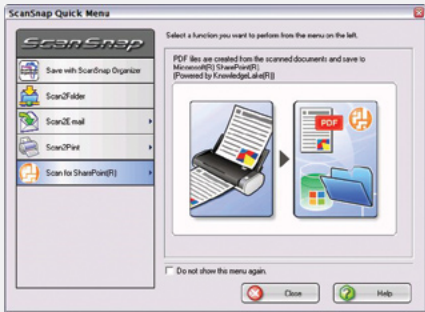 ScanSnap Quick Menu
ScanSnap
Select a function you want to perform from the menu on the left.
Save with ScanSnap Organizer
Scan2Folder
Scan2E-mail
Scan2Print
Scan for SharePoint(R)
PDF files are created from the scanned documents and save to
Microsoft(R) SharePoint(R).
(Powered by KnowledgeLake(R))
PDF
Do not show this menu again.
Close
Help